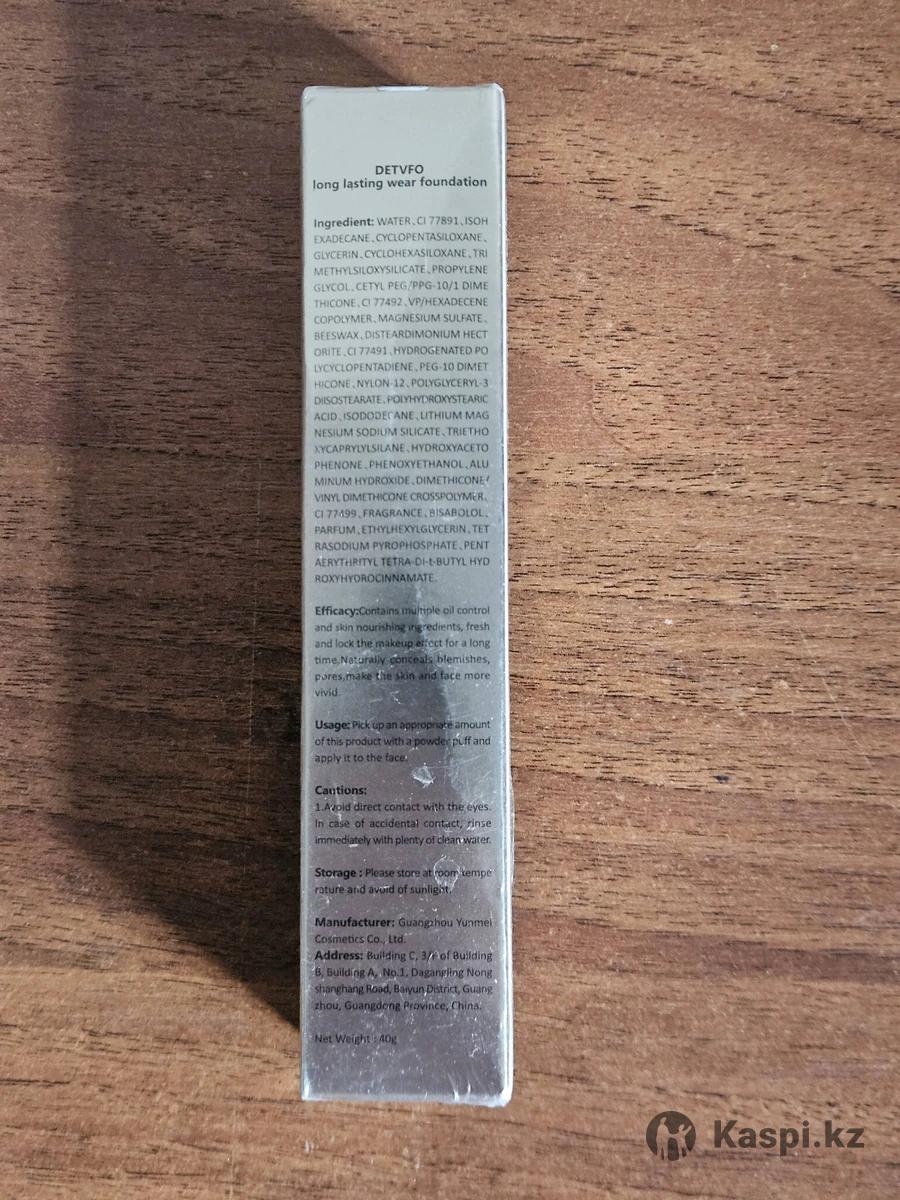 DETVFO
long lasting wear foundation
Ingredient: WATER、CI 77891、ISOH
EXADECANE、CYCLOPENTASILOXANE、
GLYCERIN、CYCLOHEXASILOXANE、TRI
METHYLSILOXYSILICATE、PROPYLENE
GLYCOL、CETYL PEG/PPG-10/1 DIME
THICONE、CI 77492、VP/HEXADECENE
COPOLYMER、MAGNESIUM SULFATE、
BEESWAX、DISTEARDIMONIUM HECT
ORITE、CI 77491、HYDROGENATED PO
LYCYCLOPENTADIENE、PEG-10 DIMET
HICONE、NYLON-12、POLYGLYCERYL-3
DIISOSTEARATE、POLYHYDROXYSTEARIC
ACID、ISODODECANE、LITHIUM MAG
NESIUM SODIUM SILICATE、TRIETHO
XYCAPRYLYLSILANE、HYDROXYACETO
PHENONE、PHENOXYETHANOL、ALU
MINUM HYDROXIDE、DIMETHICONE/
VINYL DIMETHICONE CROSSPOLYMER、
CI 77499、FRAGRANCE、BISABOLOL、
PARFUM、ETHYLHEXYLGLYCERIN、TET
RASODIUM PYROPHOSPHATE、PENT
AERYTHRITYL TETRA-DI-t-BUTYL HYD
ROXYHYDROCINNAMATE.
Efficacy:Contains multiple oil control
and skin nourishing ingredients, fresh
and lock the makeup effect for a long
time.Naturally conceals blemishes,
pores,make the skin and face more
vivid.
Usage: Pick up an appropriate amount
of this product with a powder puff and
apply it to the face.
Cautions:
1.Avoid direct contact with the eyes.
In case of accidental contact, rinse
immediately with plenty of clean water.
Storage : Please store at room tempe
rature and avoid of sunlight.
Manufacturer: Guangzhou Yunmei
Cosmetics Co., Ltd.
Address: Building C, 3/F of Building
B, Building A, No.1, Dagangling Nong
shanghang Road, Baiyun District, Guang
zhou, Guangdong Province, China.
Net Weight : 40g
Kaspi.kz